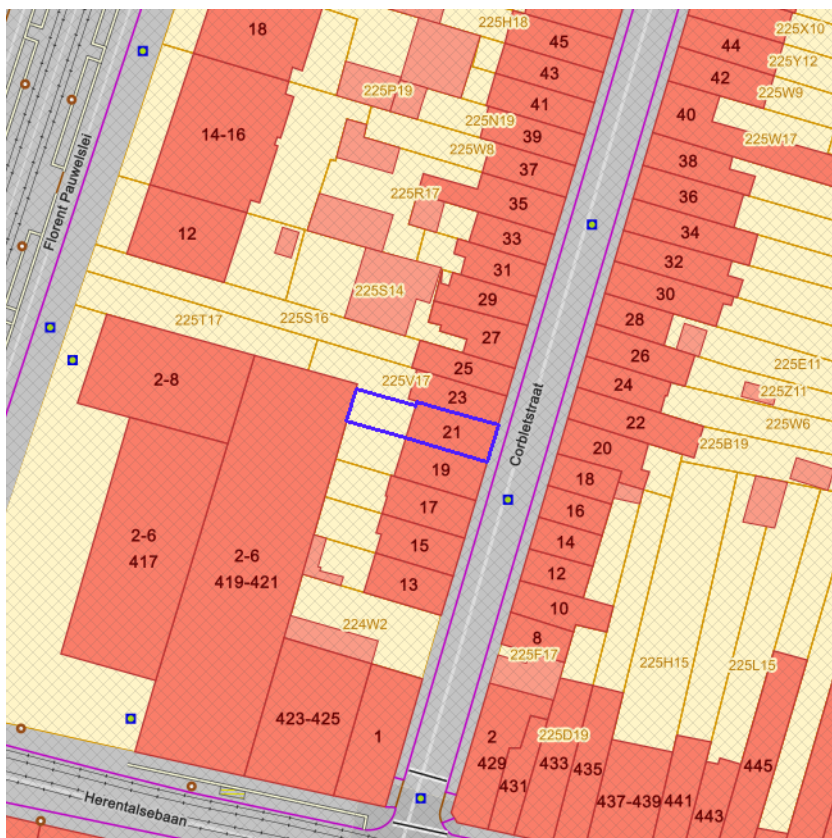 18
225H18
45
44
225X10
225Y12
43
42
225P19
225W9
41
40
225N19
14-16
39
225W17
225W8
38
37
Florent Pauwelslei
225R17
36
35
12
34
33
32
31
30
225S14
29
225T17
225S16
28
27
26
225E11
25
2-8
225V17
24
225Z11
23
22
225W6
21
Corbletstraat
225B19
20
19
18
17
16
2-6
417
15
14
2-6
419-421
13
12
10
224W2
8
225F17
225H15
225L15
423-425
1
2
429
225D19
431
433
435
445
437-439
441
443
Herentalsebaan